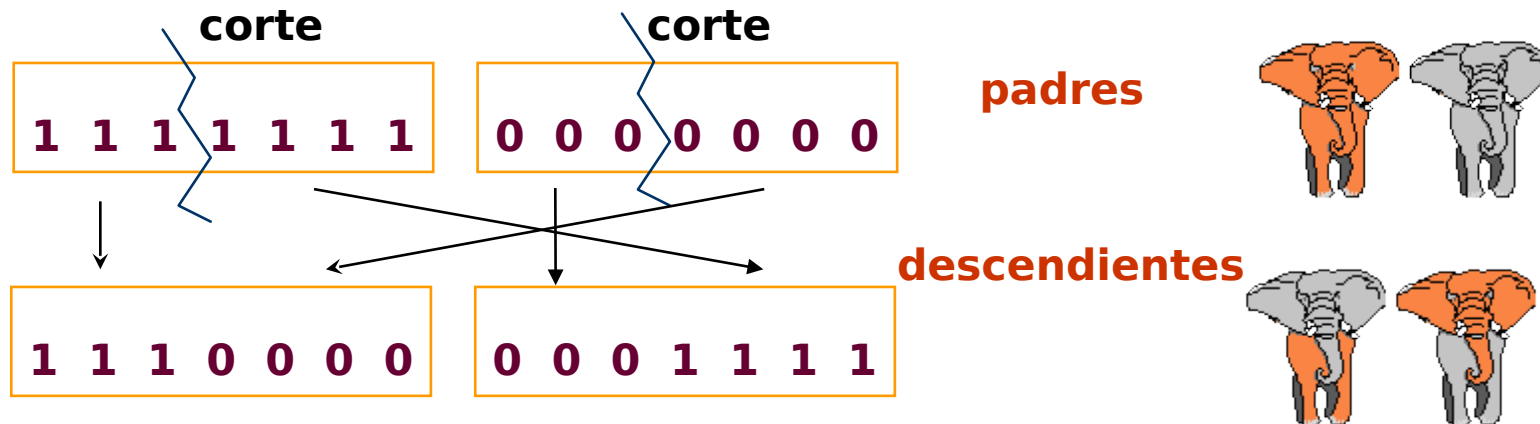 corte corte
1 1 1 1 1 1 1 0 0 0 0 0 0 0 padres
descendientes
1 1 1 0 0 0 0 0 0 0 1 1 1 1